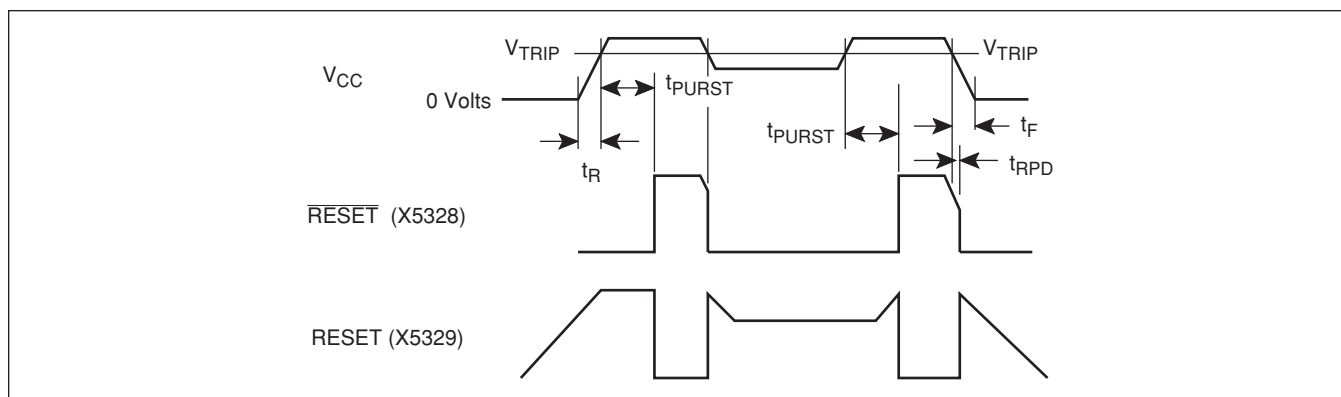 VTRIP
VTRIP
VCC
tPURST
0 Volts
tPURST
tF
tR
tRPD
RESET (X5328)
RESET (X5329)